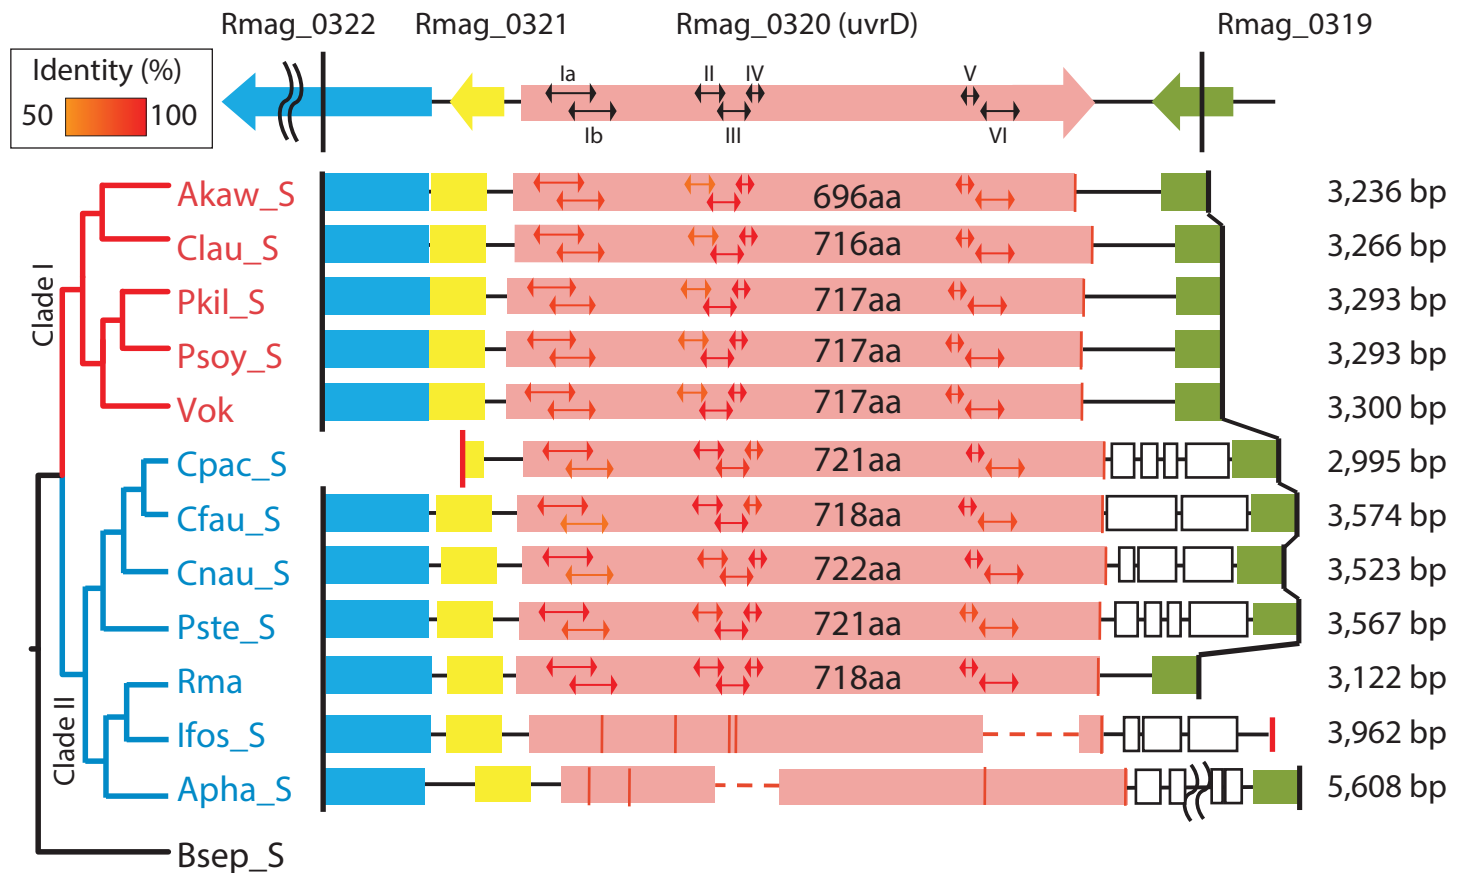 Rmag_0322 Rmag_0321 Rmag_0320 (uvrD) Rmag_0319
Identity (%)
50 100
Ia II IV V
Ib III VI
Clade I
Akaw_S 696aa 3,236 bp
Clau_S 716aa 3,266 bp
Pkil_S 717aa 3,293 bp
Psoy_S 717aa 3,293 bp
Vok 717aa 3,300 bp
Clade II
Cpac_S 721aa 2,995 bp
Cfau_S 718aa 3,574 bp
Cnau_S 722aa 3,523 bp
Pste_S 721aa 3,567 bp
Rma 718aa 3,122 bp
Ifos_S 3,962 bp
Apha_S 5,608 bp
Bsep_S